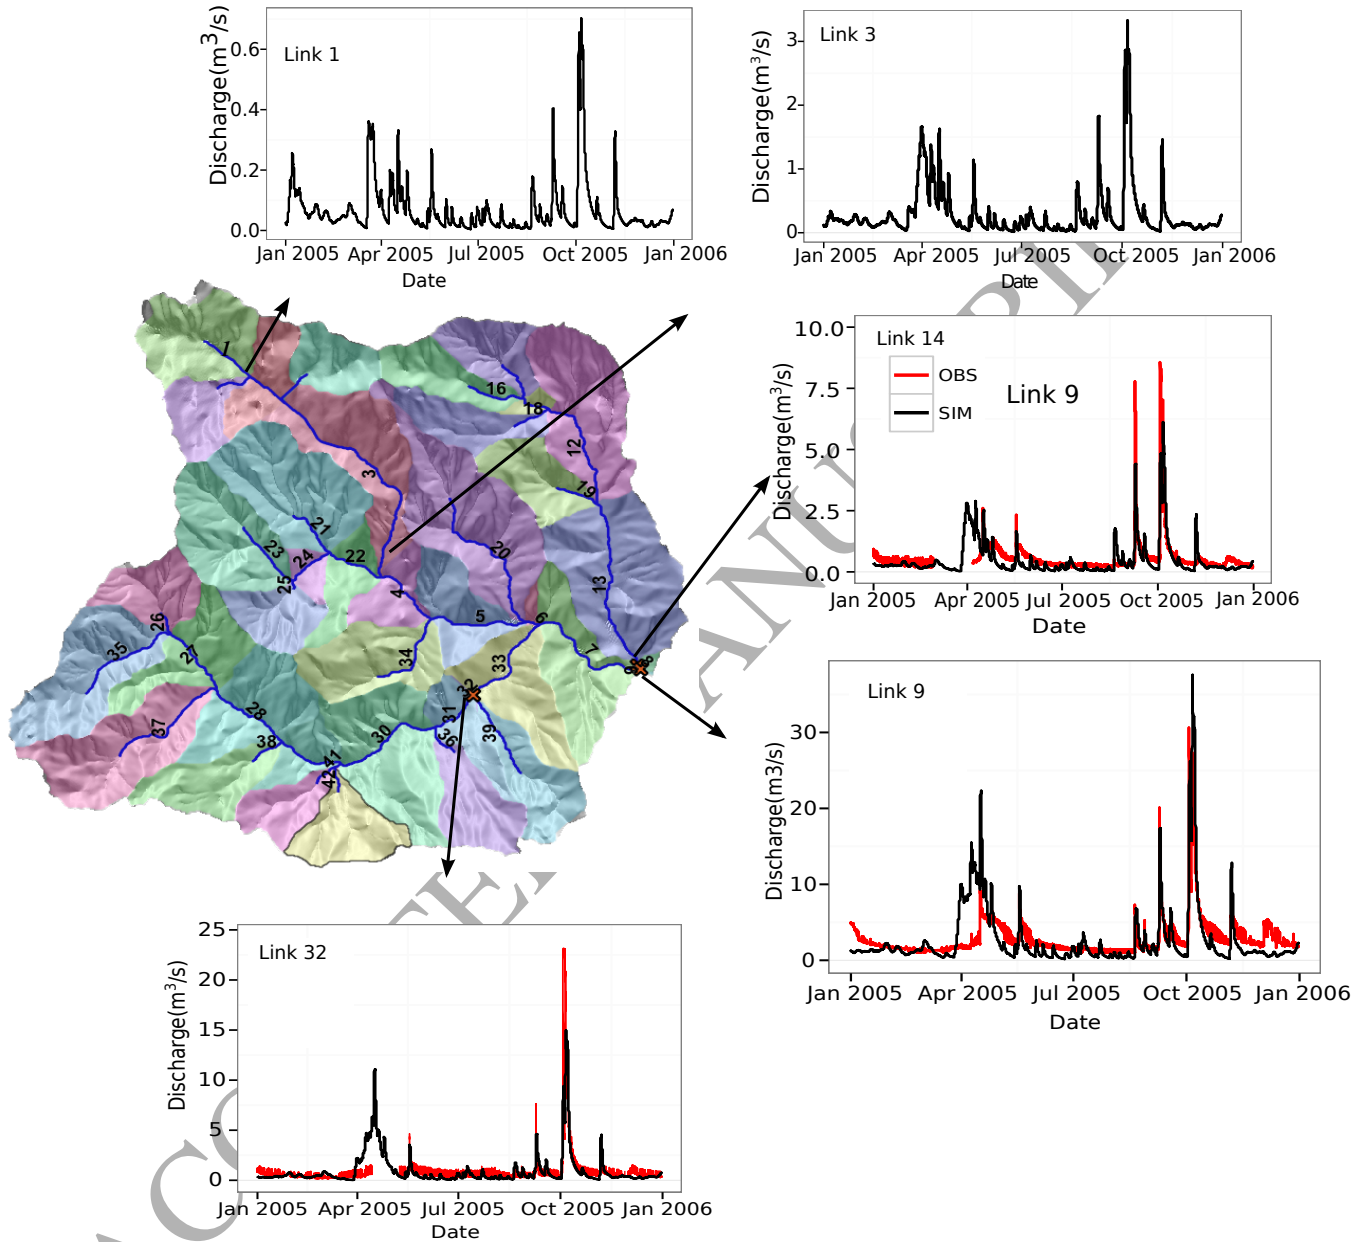 Link 1
Discharge(m³/s)
0.6
0.4
0.2
0.0
Jan 2005
Apr 2005
Jul 2005
Oct 2005
Jan 2006
Date
Link 3
Discharge(m³/s)
3
2
1
0
Jan 2005
Apr 2005
Jul 2005
Oct 2005
Jan 2006
Date
Link 14
OBS
SIM
Link 9
Discharge(m³/s)
10.0
7.5
5.0
2.5
0.0
Jan 2005
Apr 2005
Jul 2005
Oct 2005
Jan 2006
Date
Link 9
Discharge(m3/s)
30
20
10
0
Jan 2005
Apr 2005
Jul 2005
Oct 2005
Jan 2006
Date
Link 32
Discharge(m³/s)
25
20
15
10
5
0
Jan 2005
Apr 2005
Jul 2005
Oct 2005
Jan 2006
Date
1
16
18
12
3
19
21
23
24
22
20
25
13
4
5
6
26
35
27
34
33
7
32
28
31
37
30
39
38
36
41
42